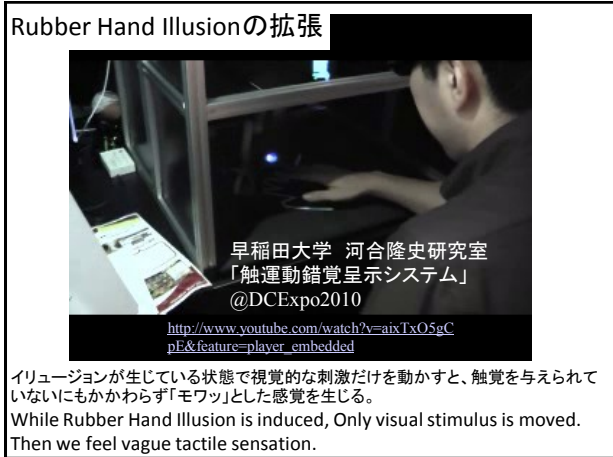 Rubber Hand Illusionの拡張
早稲田大学 河合隆史研究室
「触運動錯覚呈示システム」
@DCExpo2010
http://www.youtube.com/watch?v=aixTxO5gC
pE&feature=player_embedded
イリュージョンが生じている状態で視覚的な刺激だけを動かすと、触覚を与えられて
いないにもかかわらず「モワッ」とした感覚を生じる。
While Rubber Hand Illusion is induced, Only visual stimulus is moved.
Then we feel vague tactile sensation.